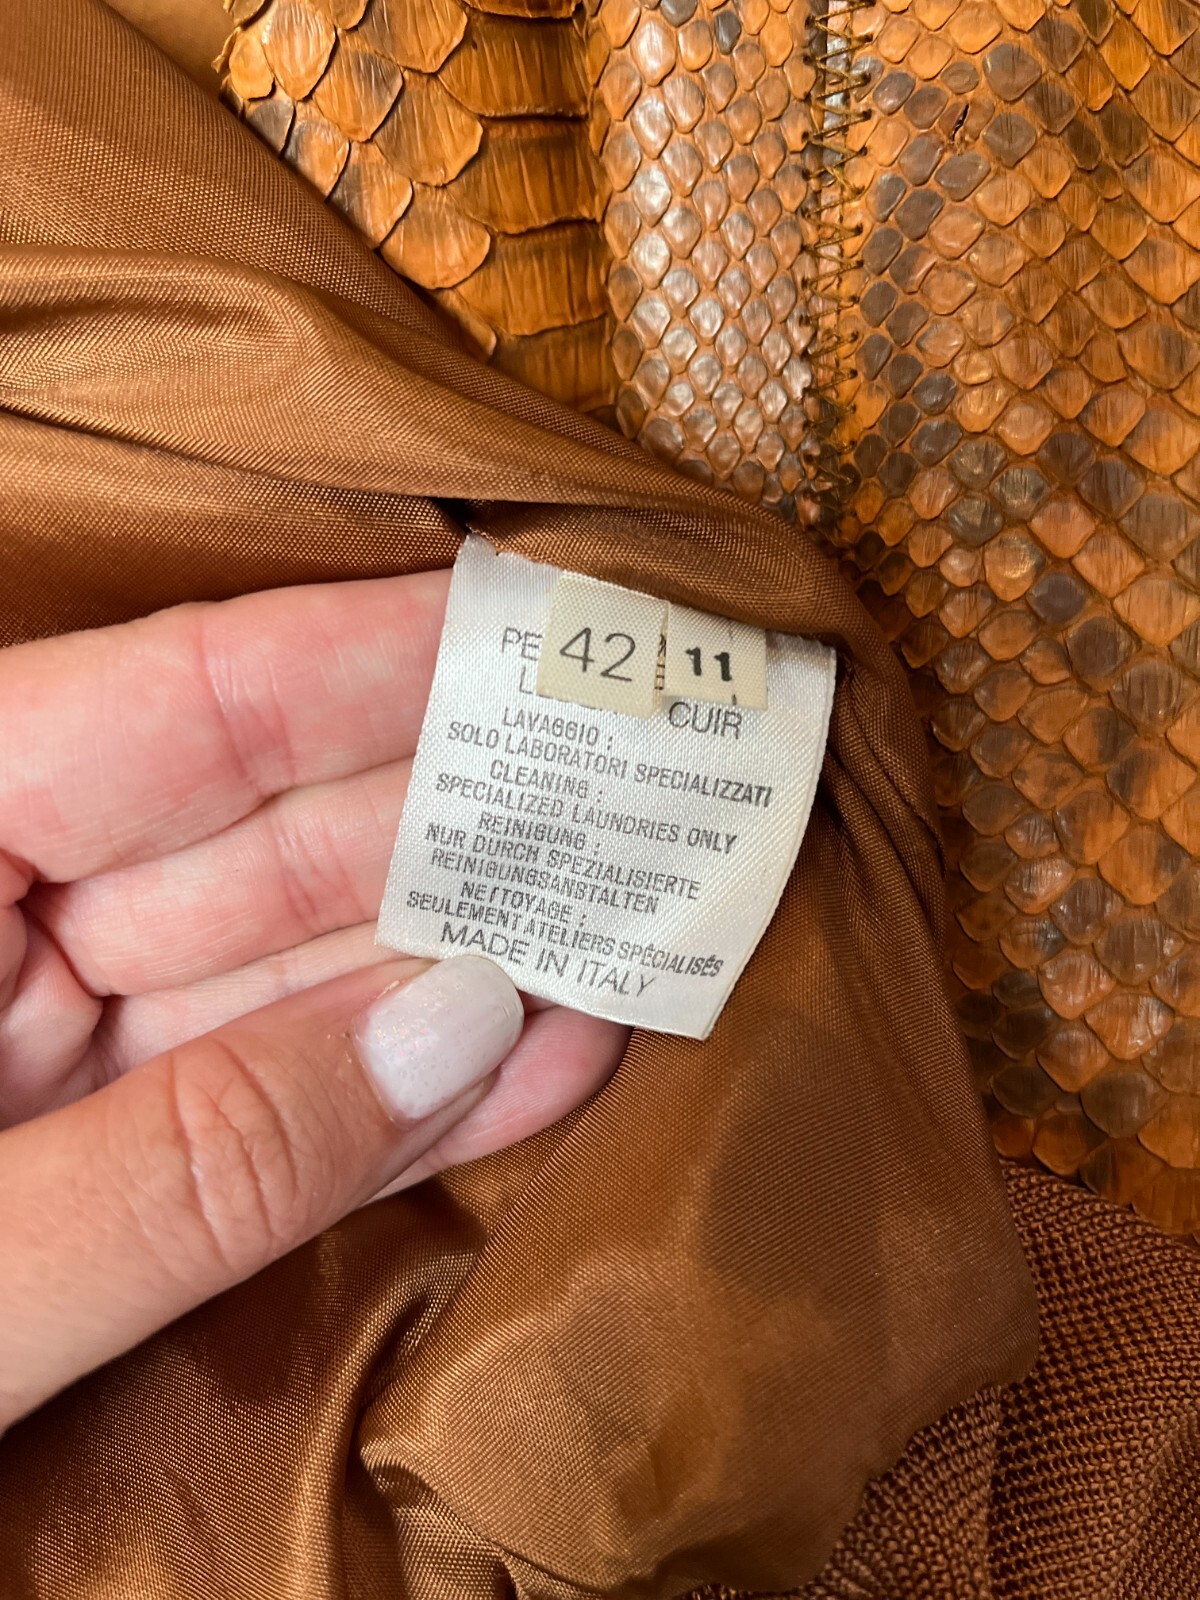 42 11
CUIR
LAVAGGIO :
SOLO LABORATORI SPECIALIZZATI
CLEANING :
SPECIALIZED LAUNDRIES ONLY
REINIGUNG :
NUR DURCH SPEZIALISIERTE
REINIGUNGSANSTALTEN
NETTOYAGE :
SEULEMENT ATELIERS SPÉCIALISÉS
MADE IN ITALY